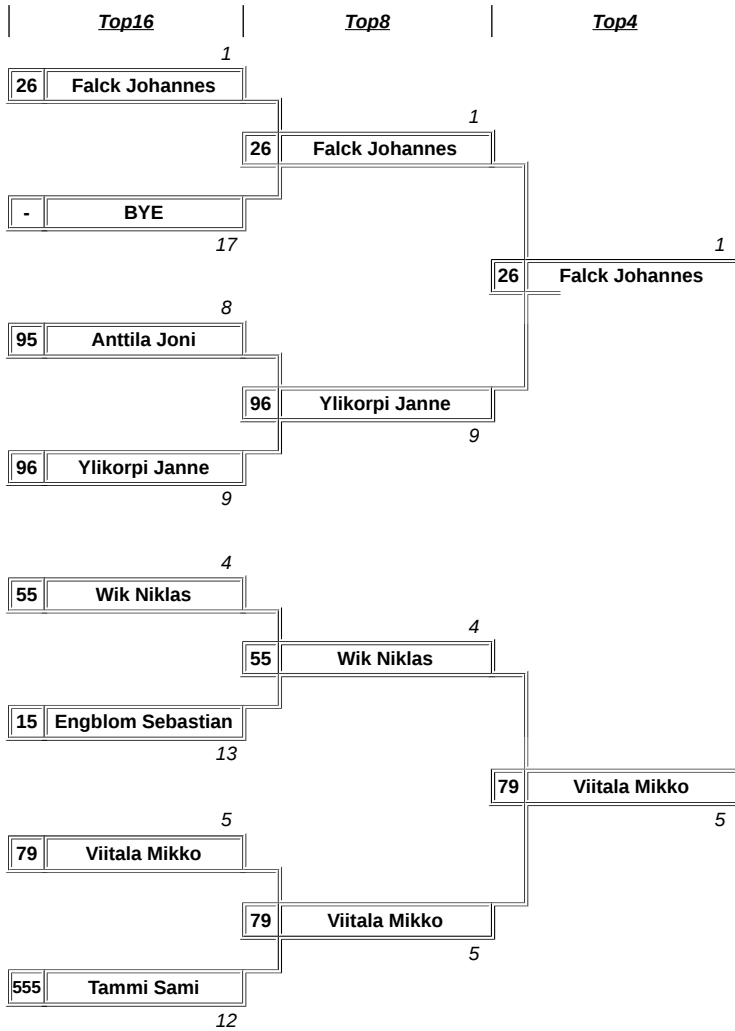 Top16 Top8 Top4
1
26 Falck Johannes
1
26 Falck Johannes
- BYE
17
1
26 Falck Johannes
8
95 Anttila Joni
96 Ylikorpi Janne
9
96 Ylikorpi Janne
9
4
55 Wik Niklas
4
55 Wik Niklas
15 Engblom Sebastian
13
79 Viitala Mikko
5
5
79 Viitala Mikko
79 Viitala Mikko
5
555 Tammi Sami
12